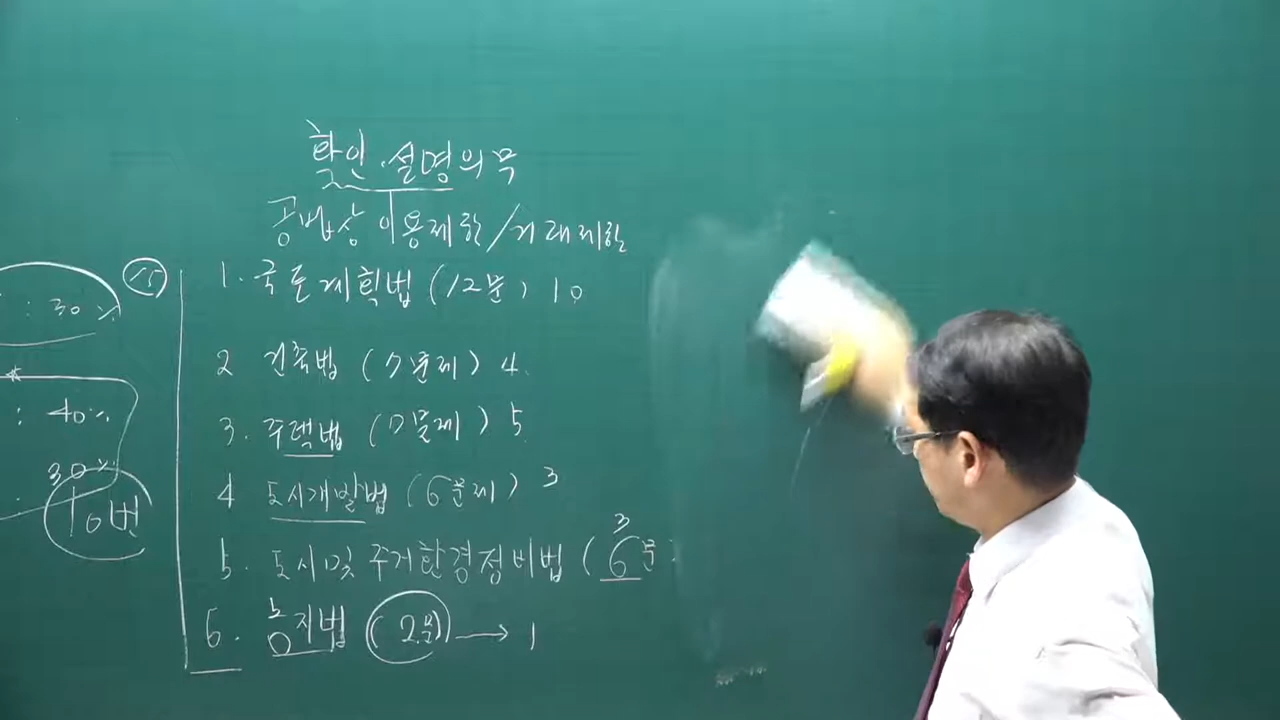 확인·설명의무
공법상 이용제한/거래제한
1. 국토계획법 (12문) 10
2 건축법 (7문제) 4.
3. 주택법 (7문제) 5.
4 도시개발법 (6문제) 3
3
5. 도시및 주거환경정비법 (6문
6. 농지법 (2문) → 1
15
: 30%
: 40%
30%
:
10번